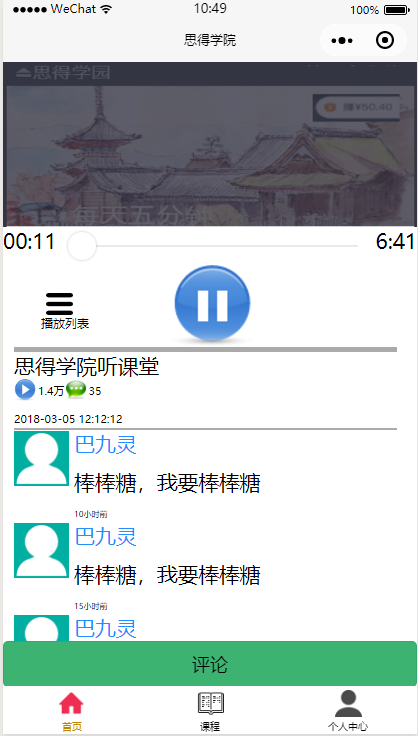 WeChat 10:49 100%
思得学院
思得学园
赚¥50.40
每天五分钟
00:11 6:41
播放列表
思得学院听课堂
1.4万 35
2018-03-05 12:12:12
巴九灵
棒棒糖，我要棒棒糖
10小时前
巴九灵
棒棒糖，我要棒棒糖
15小时前
巴九灵
评论
首页 课程 个人中心